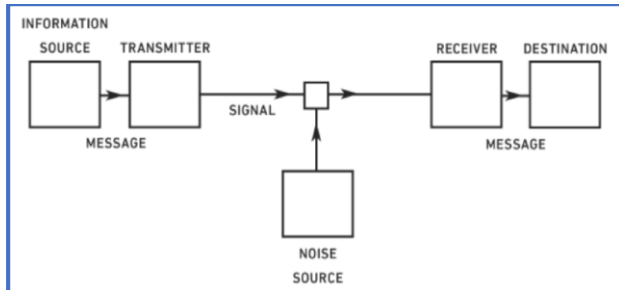 INFORMATION
SOURCE TRANSMITTER RECEIVER DESTINATION
SIGNAL
MESSAGE MESSAGE
NOISE
SOURCE